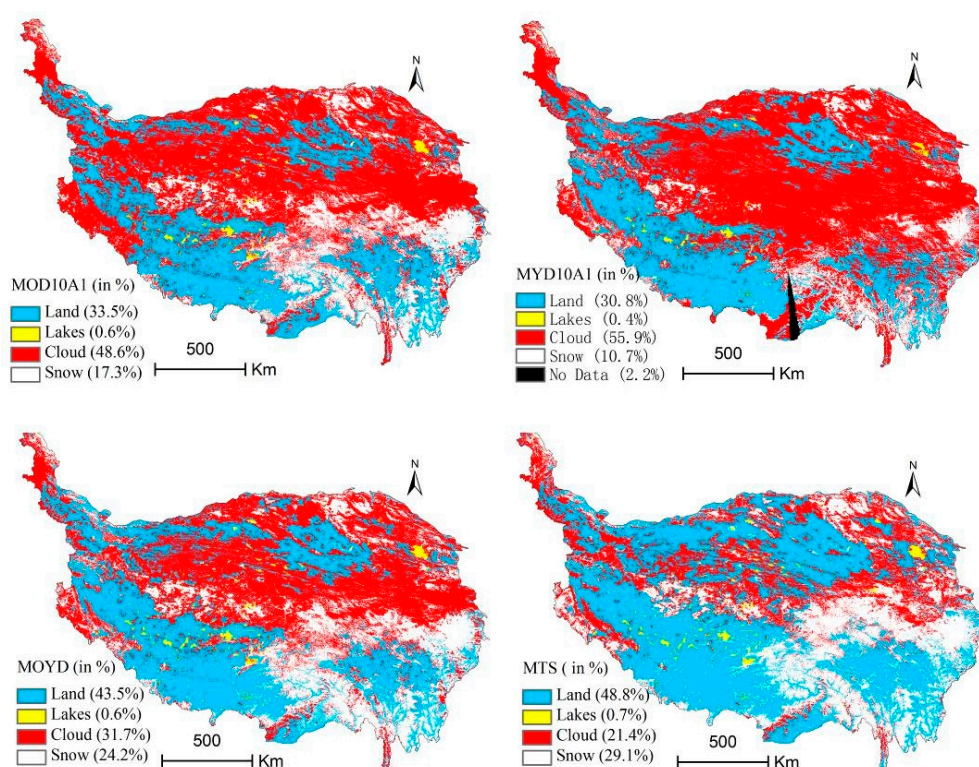 N
MOD10A1 (in %)
Land (33.5%)
Lakes (0.6%)
Cloud (48.6%)
Snow (17.3%)
500
Km
N
MYD10A1 (in %)
Land (30.8%)
Lakes (0.4%)
Cloud (55.9%)
Snow (10.7%)
No Data (2.2%)
500
Km
N
MOYD (in %)
Land (43.5%)
Lakes (0.6%)
Cloud (31.7%)
Snow (24.2%)
500
Km
N
MTS ( in %)
Land (48.8%)
Lakes (0.7%)
Cloud (21.4%)
Snow (29.1%)
500
Km